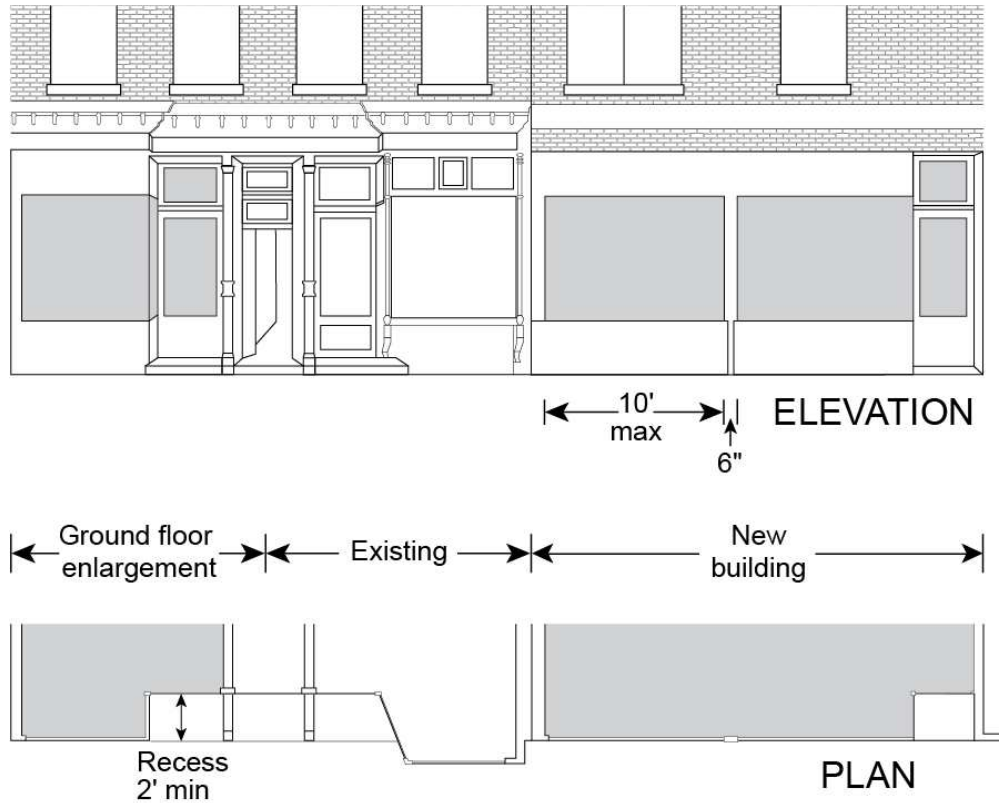 10'
max
6"
ELEVATION
Ground floor
enlargement
Existing
New
building
Recess
2' min
PLAN